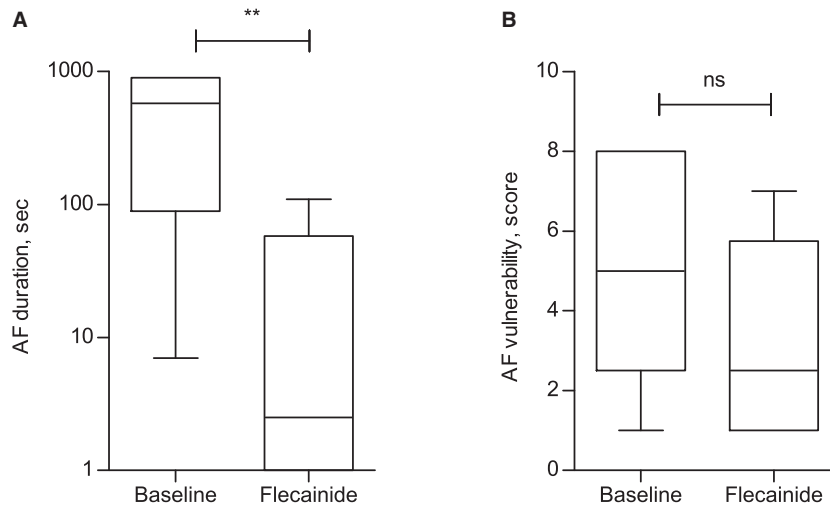 A
**
1000
100
10
1
AF duration, sec
Baseline
Flecainide
B
ns
10
8
6
4
2
0
AF vulnerability, score
Baseline
Flecainide